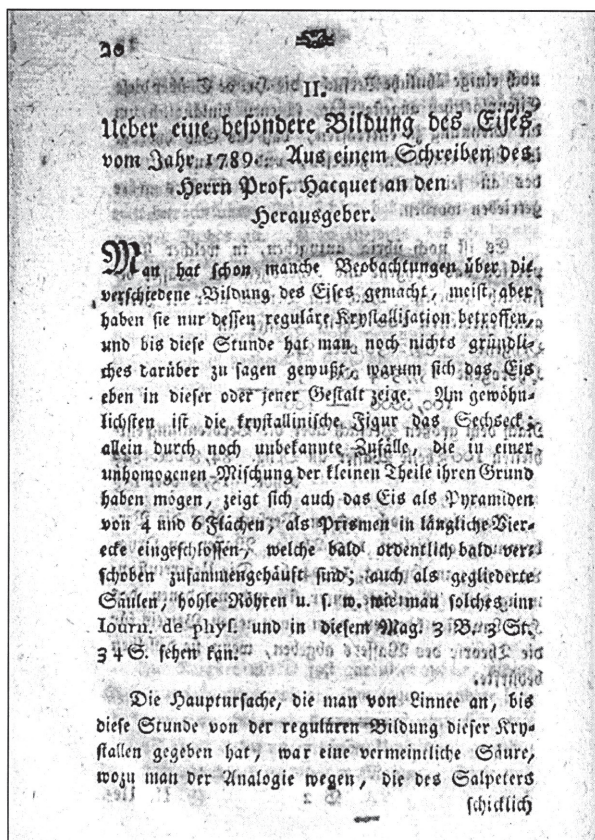 20
II.
Ueber eine besondere Bildung des Eises
vom Jahr 1789. Aus einem Schreiben des
Herrn Prof. Hacquet an den
Herausgeber.
Man hat schon manche Beobachtungen über die
verschiedene Bildung des Eises gemacht, meist aber
haben sie nur dessen reguläre Krystallisation betroffen,
und bis diese Stunde hat man noch nichts gründli-
ches darüber zu sagen gewußt, warum sich das Eis
eben in dieser oder jener Gestalt zeige. Am gewöhn-
lichsten ist die krystallinische Figur das Sechseck;
allein durch noch unbekannte Zufälle, die in einer
unhomogenen Mischung der kleinen Theile ihren Grund
haben mögen, zeigt sich auch das Eis als Pyramiden
von 4 und 6 Flächen, als Prismen in längliche Vier-
ecke eingeschlossen, welche bald ordentlich bald ver-
schoben zusammengehäuft sind; auch als gegliederte
Säulen, hohle Röhren u. s. w. wie man solches im
Iourn. de phys. und in diesem Mag. 3 B. 3 St.
34 S. sehen kan.
Die Hauptursache, die man von Linnee an, bis
diese Stunde von der regulären Bildung dieser Kry-
stallen gegeben hat, war eine vermeintliche Säure,
wozu man der Analogie wegen, die des Salpeters
schicklich